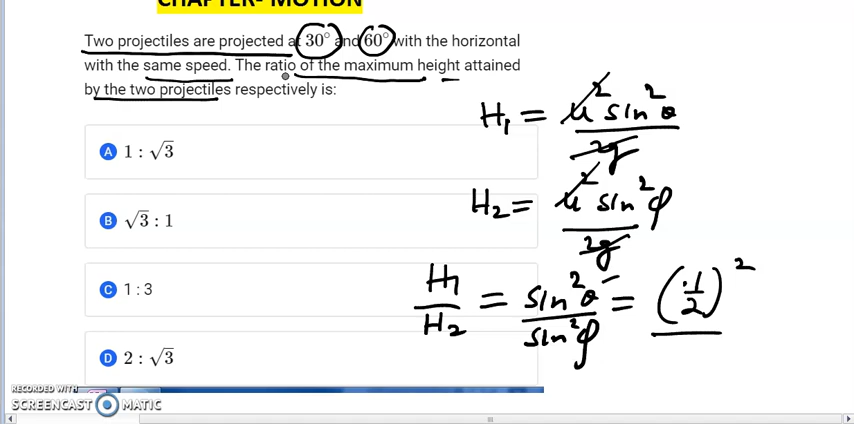 CHAPTER- MOTION
Two projectiles are projected at 30° and 60° with the horizontal
with the same speed. The ratio of the maximum height attained
by the two projectiles respectively is:
A 1 : √3
B √3 : 1
C 1 : 3
D 2 : √3
H₁ = u² sin²θ / 2g
H₂ = u² sin²φ / 2g
H₁/H₂ = sin²θ / sin²φ = (1/2)²
RECORDED WITH
SCREENCAST MATIC